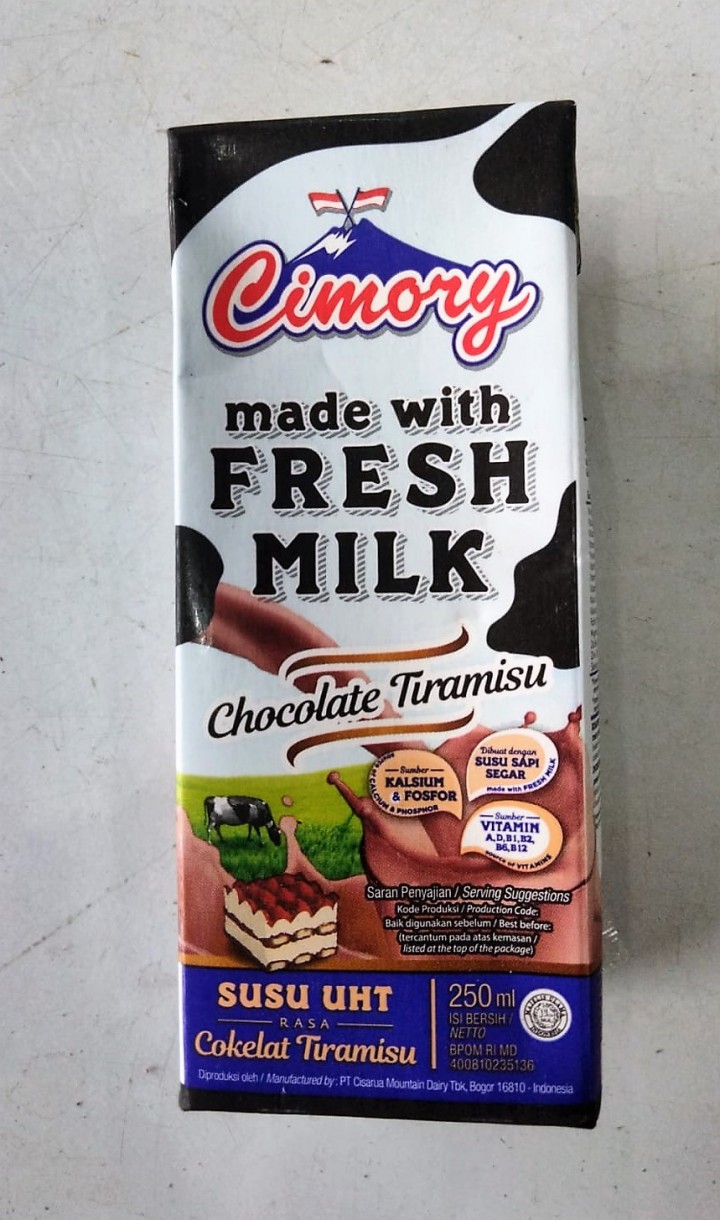 Cimory
made with
FRESH
MILK
Chocolate Tiramisu
Sumber
KALSIUM
& FOSFOR
SOURCE OF CALCIUM & PHOSPHOR
Dibuat dengan
SUSU SAPI
SEGAR
made with FRESH MILK
Sumber
VITAMIN
A,D,B1,B2,
B6,B12
source of VITAMINS
Saran Penyajian / Serving Suggestions
Kode Produksi / Production Code:
Baik digunakan sebelum / Best before:
(tercantum pada atas kemasan /
listed at the top of the package)
SUSU UHT
RASA
Cokelat Tiramisu
250 ml
ISI BERSIH /
NETTO
BPOM RI MD
400810235136
Diproduksi oleh / Manufactured by: PT Cisarua Mountain Dairy Tbk, Bogor 16810 - Indonesia